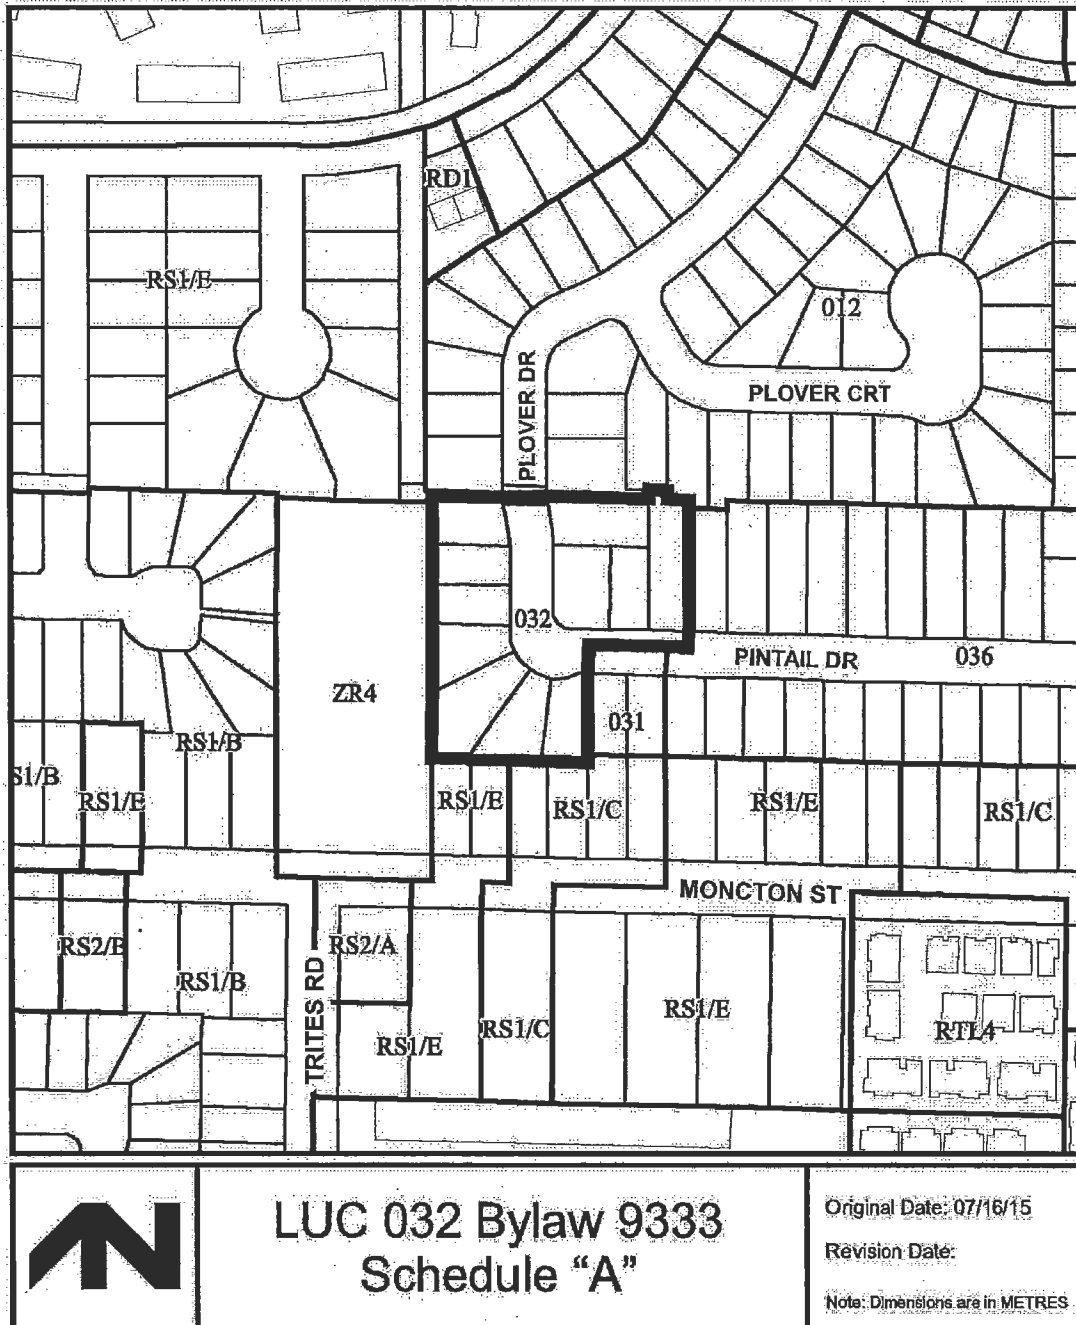 RD1
RS1/E
012
PLOVER DR
PLOVER CRT
032
PINTAIL DR
036
ZR4
031
RS1/B
S1/B
RS1/E
RS1/E
RS1/C
RS1/E
RS1/C
MONCTON ST
RS2/B
RS2/A
RS1/B
TRITES RD
RS1/E
RS1/C
RS1/E
RTL4
LUC 032 Bylaw 9333
Schedule "A"
Original Date: 07/16/15
Revision Date:
Note: Dimensions are in METRES